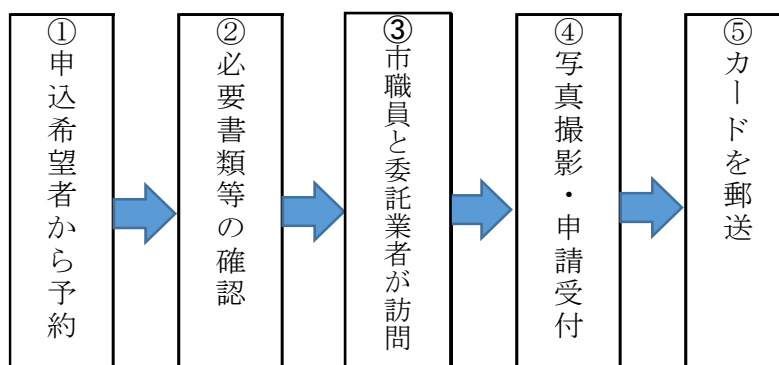 ①申込希望者から予約
②必要書類等の確認
③市職員と委託業者が訪問
④写真撮影・申請受付
⑤カードを郵送